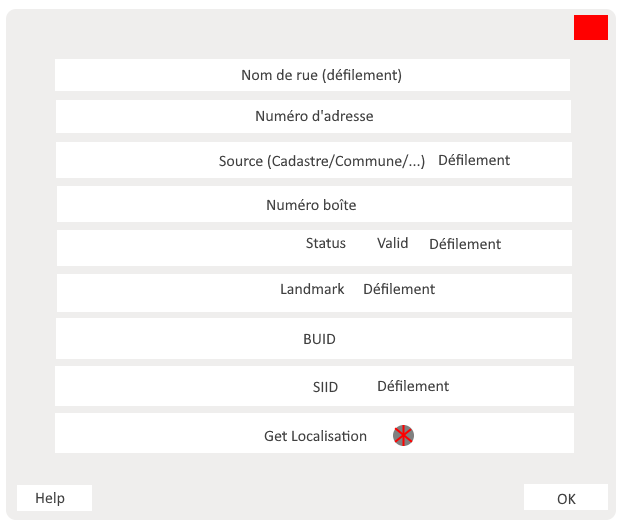 Nom de rue (défilement)
Numéro d'adresse
Source (Cadastre/Commune/...) Défilement
Numéro boîte
Status Valid Défilement
Landmark Défilement
BUID
SIID Défilement
Get Localisation
Help OK